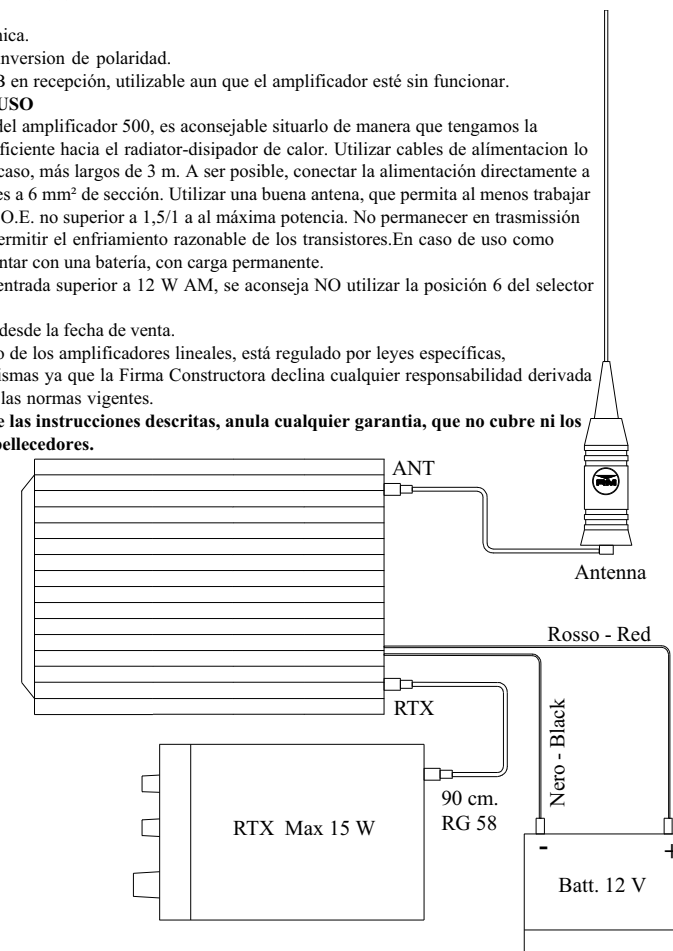 nica.
nversion de polaridad.
B en recepción, utilizable aun que el amplificador esté sin funcionar.
USO
del amplificador 500, es aconsejable situarlo de manera que tengamos la
ficiente hacia el radiator-disipador de calor. Utilizar cables de alímentacion lo
caso, más largos de 3 m. A ser posible, conectar la alimentación directamente a
es a 6 mm² de sección. Utilizar una buena antena, que permita al menos trabajar
O.E. no superior a 1,5/1 a al máxima potencia. No permanecer en trasmissión
ermitir el enfriamiento razonable de los transistores.En caso de uso como
ntar con una batería, con carga permanente.
entrada superior a 12 W AM, se aconseja NO utilizar la posición 6 del selector
desde la fecha de venta.
o de los amplificadores lineales, está regulado por leyes específicas,
ismas ya que la Firma Constructora declina cualquier responsabilidad derivada
las normas vigentes.
e las instrucciones descritas, anula cualquier garantia, que no cubre ni los
bellecedores.
ANT
RM
Antenna
Rosso - Red
RTX
Nero - Black
90 cm.
RG 58
RTX Max 15 W
- +
Batt. 12 V